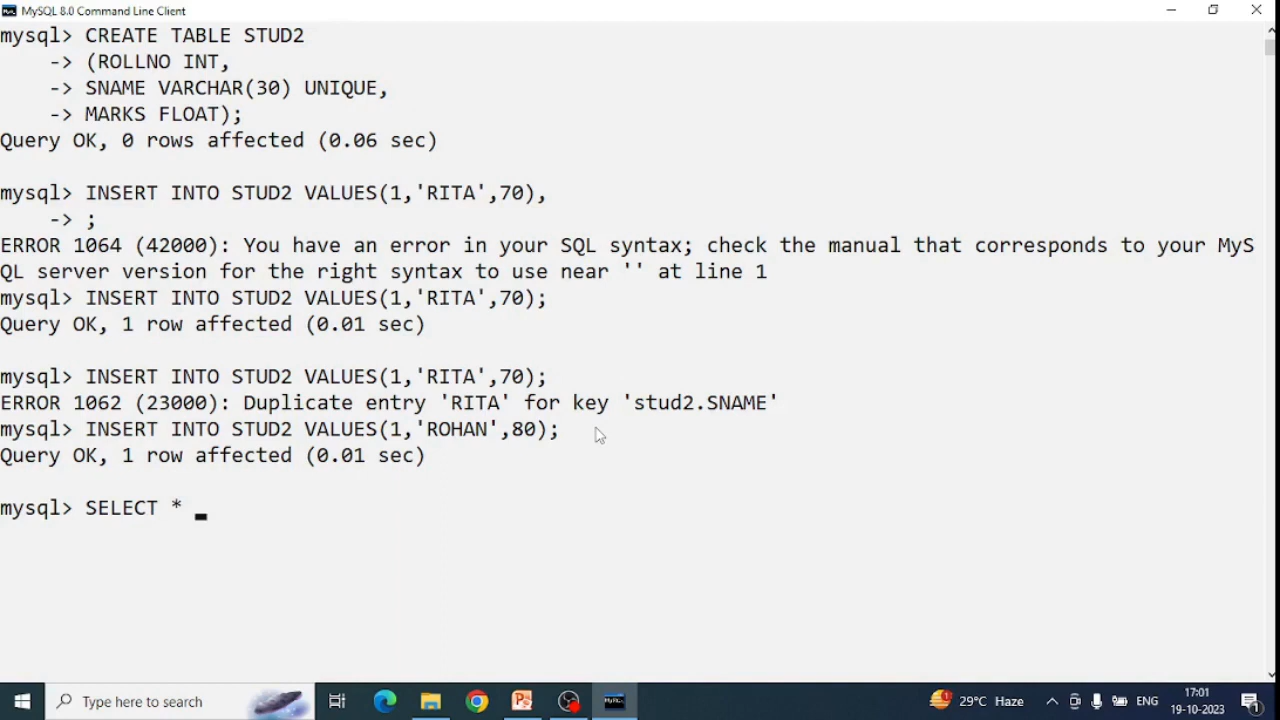 MySQL 8.0 Command Line Client
mysql> CREATE TABLE STUD2
-> (ROLLNO INT,
-> SNAME VARCHAR(30) UNIQUE,
-> MARKS FLOAT);
Query OK, 0 rows affected (0.06 sec)
mysql> INSERT INTO STUD2 VALUES(1,'RITA',70),
-> ;
ERROR 1064 (42000): You have an error in your SQL syntax; check the manual that corresponds to your MyS
QL server version for the right syntax to use near '' at line 1
mysql> INSERT INTO STUD2 VALUES(1,'RITA',70);
Query OK, 1 row affected (0.01 sec)
mysql> INSERT INTO STUD2 VALUES(1,'RITA',70);
ERROR 1062 (23000): Duplicate entry 'RITA' for key 'stud2.SNAME'
mysql> INSERT INTO STUD2 VALUES(1,'ROHAN',80);
Query OK, 1 row affected (0.01 sec)
mysql> SELECT * _
Type here to search
29°C Haze
ENG
17:01
19-10-2023
1